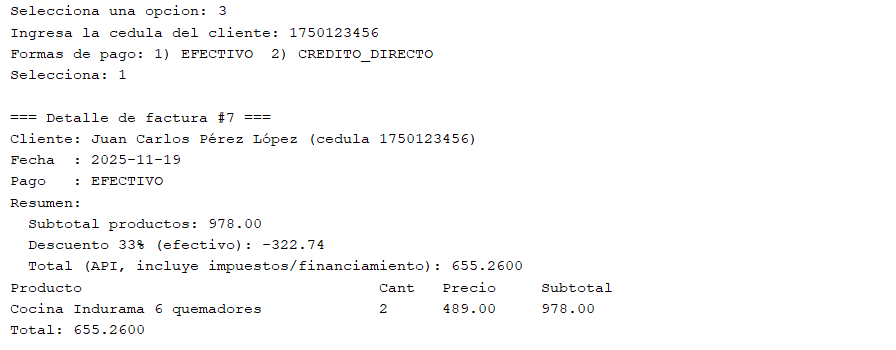 Selecciona una opcion: 3
Ingresa la cedula del cliente: 1750123456
Formas de pago: 1) EFECTIVO  2) CREDITO_DIRECTO
Selecciona: 1
=== Detalle de factura #7 ===
Cliente: Juan Carlos Pérez López (cedula 1750123456)
Fecha  : 2025-11-19
Pago   : EFECTIVO
Resumen:
  Subtotal productos: 978.00
  Descuento 33% (efectivo): -322.74
  Total (API, incluye impuestos/financiamiento): 655.2600
Producto                                 Cant   Precio     Subtotal
Cocina Indurama 6 quemadores             2      489.00     978.00
Total: 655.2600